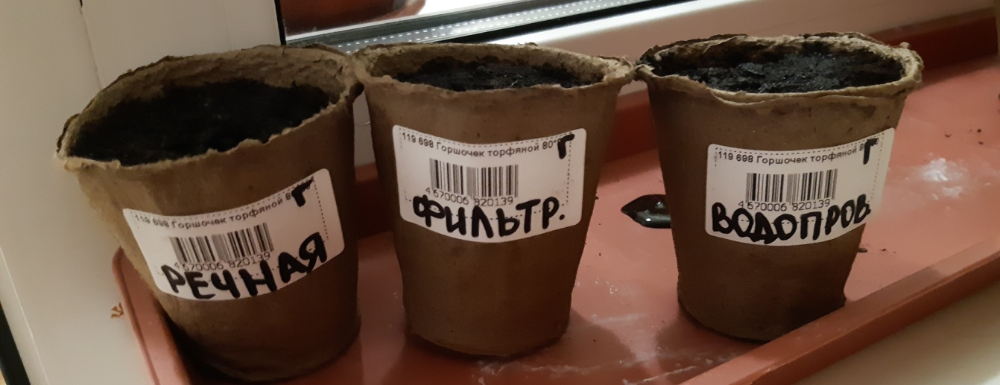 119 698 Горшочек торфяной 8
Г
4 670006 820139
РЕЧНАЯ
119 698 Горшочек торфяной 80*
Г
4 670006 820139
ФИЛЬТР.
119 698 Горшочек торфяной 8
Г
4 670006 820139
ВОДОПРОВ.